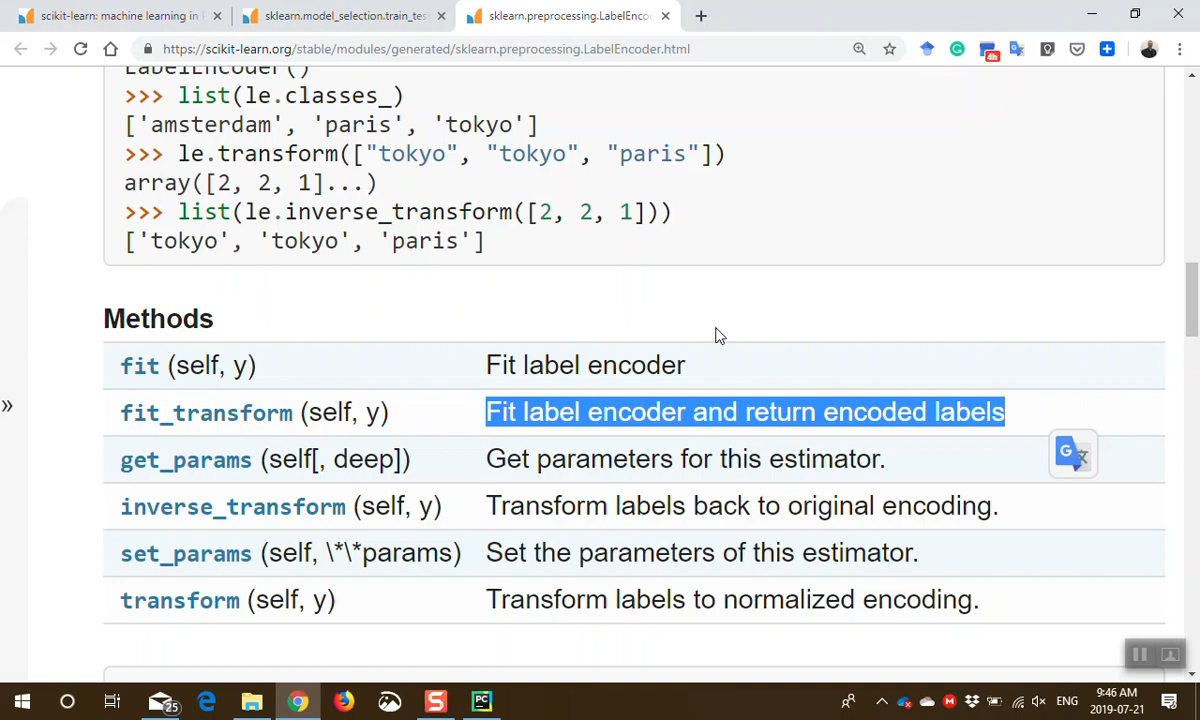 scikit-learn: machine learning in
sklearn.model_selection.train_tes
sklearn.preprocessing.LabelEncod
https://scikit-learn.org/stable/modules/generated/sklearn.preprocessing.LabelEncoder.html
4h
LabelEncoder()
>>> list(le.classes_)
['amsterdam', 'paris', 'tokyo']
>>> le.transform(["tokyo", "tokyo", "paris"])
array([2, 2, 1]...)
>>> list(le.inverse_transform([2, 2, 1]))
['tokyo', 'tokyo', 'paris']
Methods
fit (self, y) Fit label encoder
fit_transform (self, y) Fit label encoder and return encoded labels
get_params (self[, deep]) Get parameters for this estimator.
inverse_transform (self, y) Transform labels back to original encoding.
set_params (self, \*\*params) Set the parameters of this estimator.
transform (self, y) Transform labels to normalized encoding.
»
25
S
PC
ENG
9:46 AM
2019-07-21